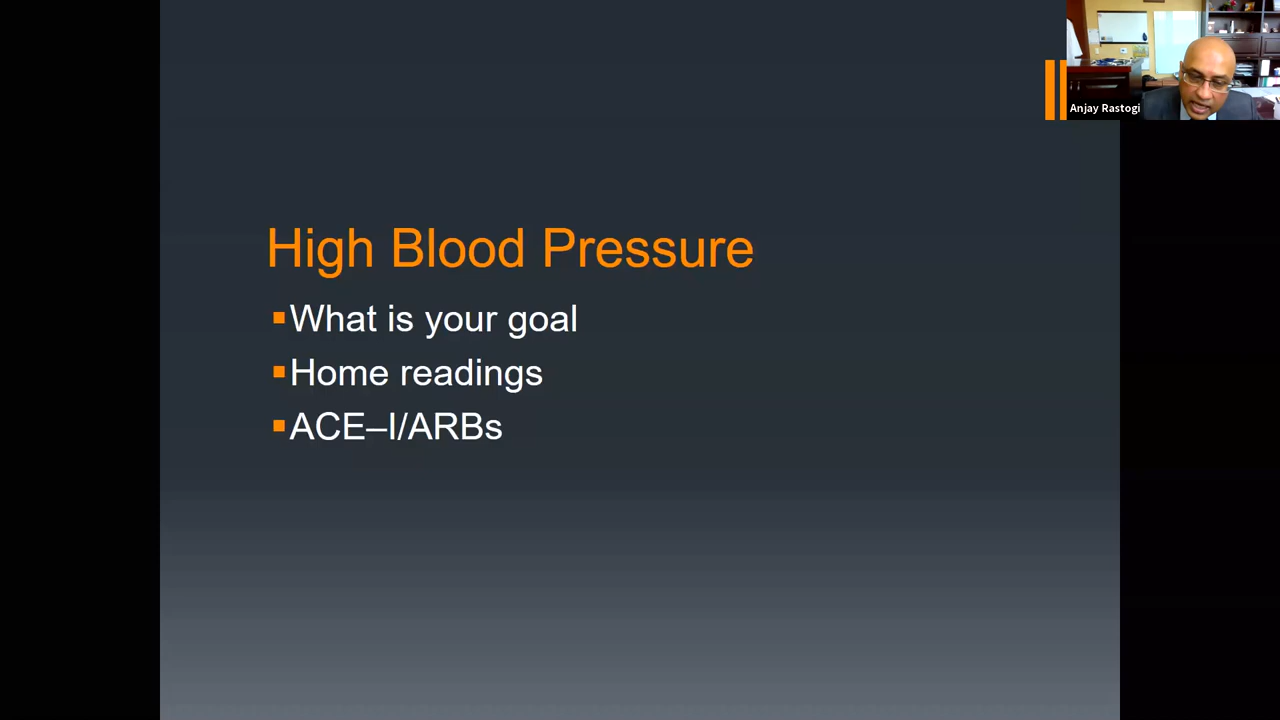 Anjay Rastogi
High Blood Pressure
What is your goal
Home readings
ACE–I/ARBs